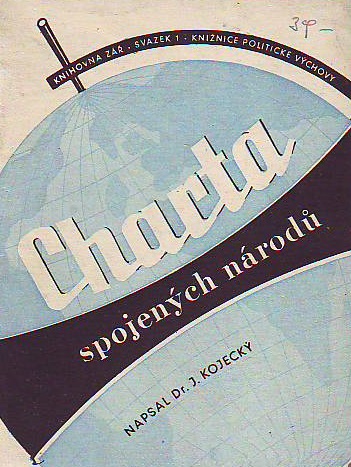 39 –
KNIHOVNA ZÁŘ · SVAZEK 1 · KNIŽNICE POLITICKÉ VÝCHOVY
Charta
spojených národů
NAPSAL Dr. J. KOJECKÝ